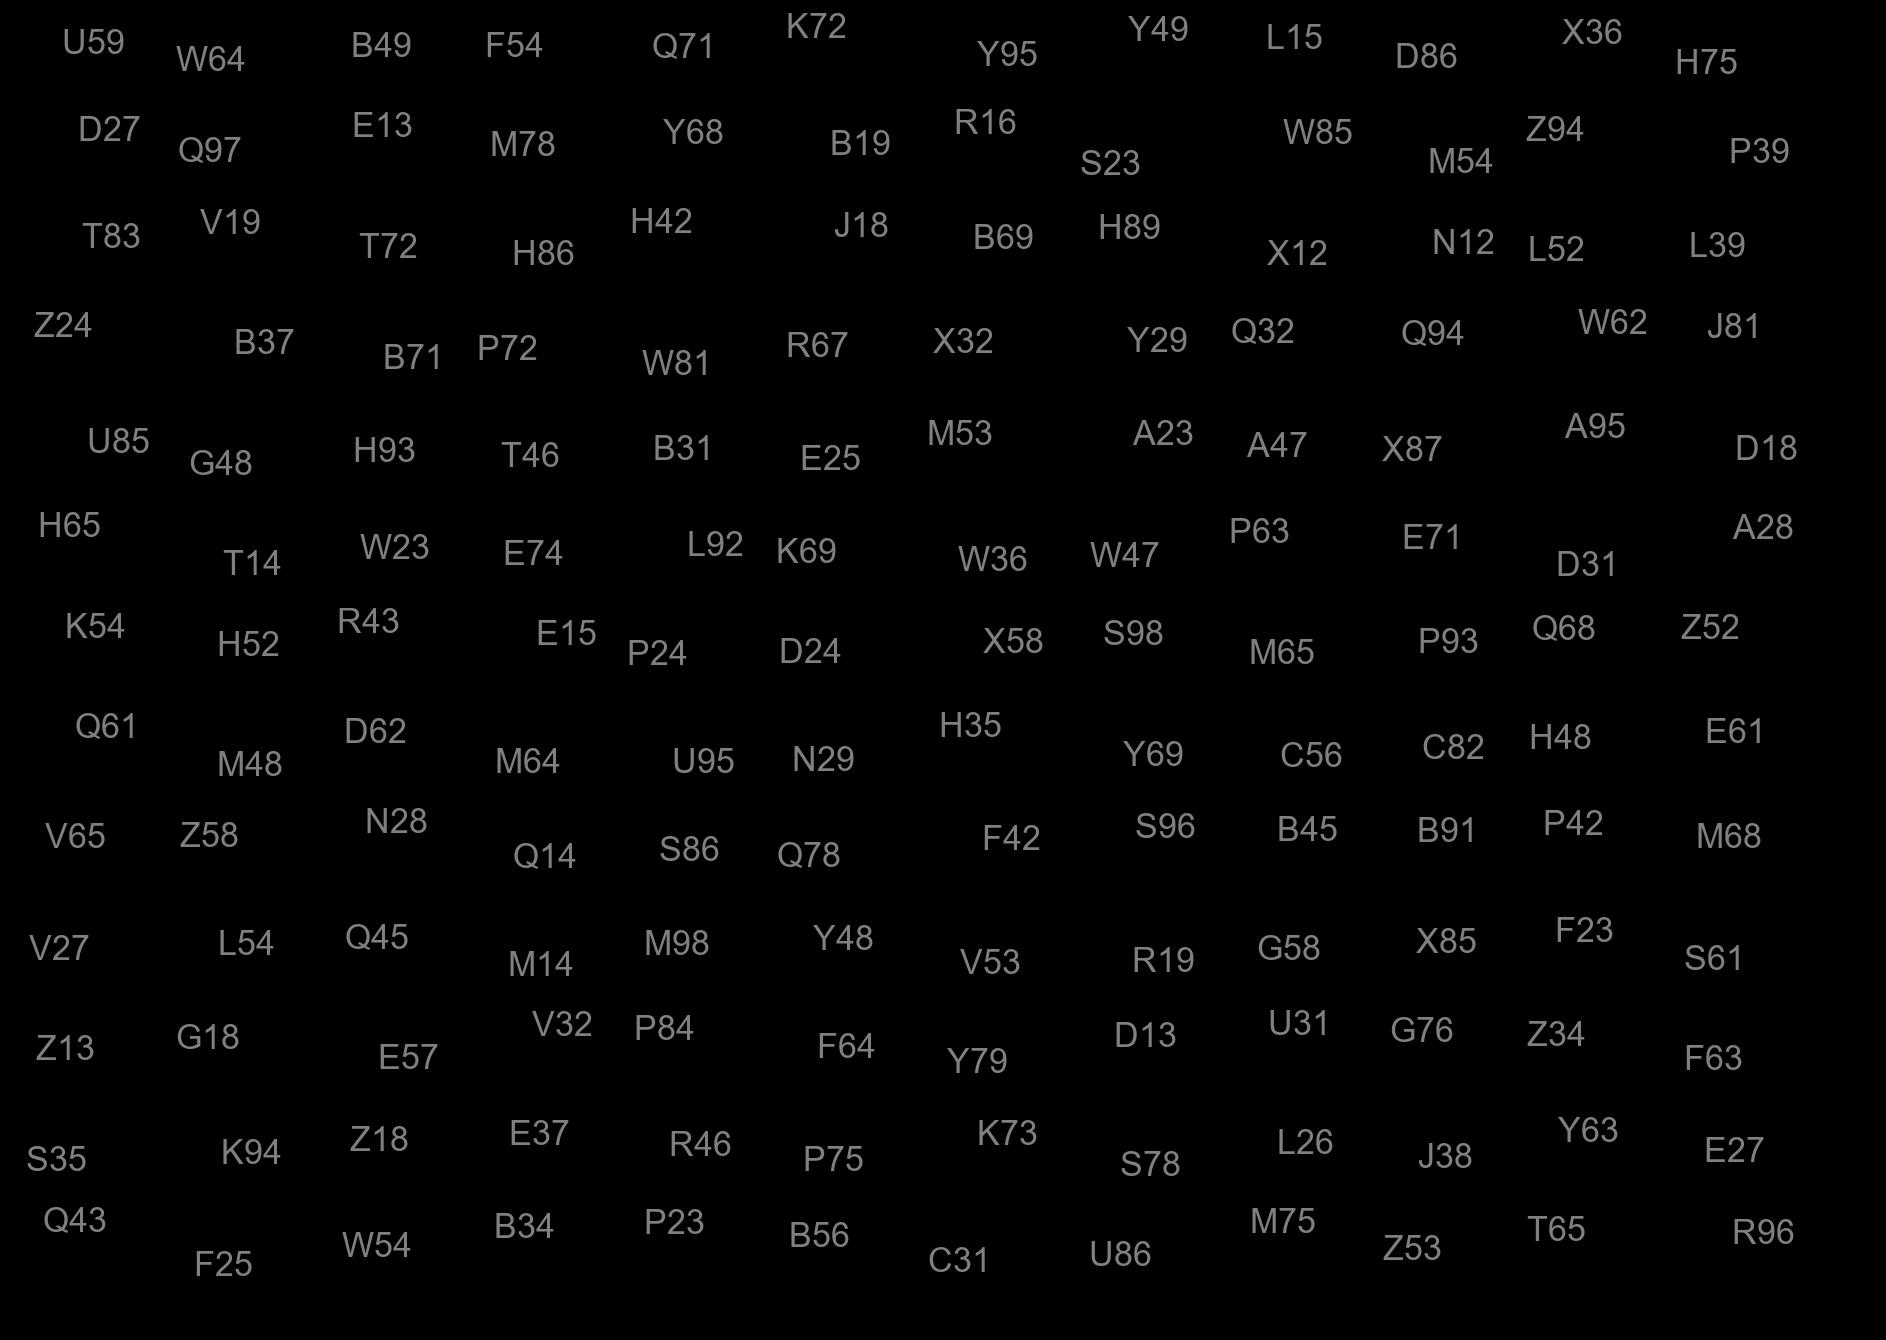 U59 W64 B49 F54 Q71 K72 Y95 Y49 L15 D86 X36 H75
D27 Q97 E13 M78 Y68 B19 R16 S23 W85 M54 Z94 P39
T83 V19 T72 H86 H42 J18 B69 H89 X12 N12 L52 L39
Z24 B37 B71 P72 W81 R67 X32 Y29 Q32 Q94 W62 J81
U85 G48 H93 T46 B31 E25 M53 A23 A47 X87 A95 D18
H65 T14 W23 E74 L92 K69 W36 W47 P63 E71 D31 A28
K54 H52 R43 E15 P24 D24 X58 S98 M65 P93 Q68 Z52
Q61 M48 D62 M64 U95 N29 H35 Y69 C56 C82 H48 E61
V65 Z58 N28 Q14 S86 Q78 F42 S96 B45 B91 P42 M68
V27 L54 Q45 M14 M98 Y48 V53 R19 G58 X85 F23 S61
Z13 G18 E57 V32 P84 F64 Y79 D13 U31 G76 Z34 F63
S35 K94 Z18 E37 R46 P75 K73 S78 L26 J38 Y63 E27
Q43 F25 W54 B34 P23 B56 C31 U86 M75 Z53 T65 R96